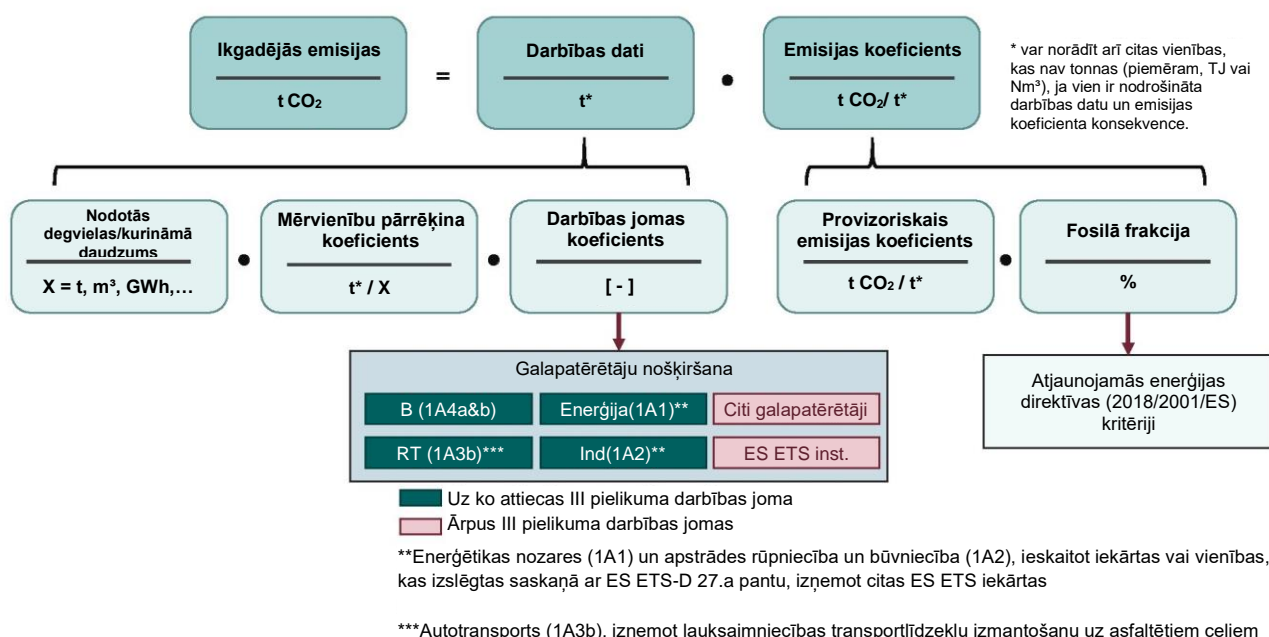 Ikgadējās emisijas
t CO₂
=
Darbības dati
t*
•
Emisijas koeficients
t CO₂/ t*
* var norādīt arī citas vienības,
kas nav tonnas (piemēram, TJ vai
Nm³), ja vien ir nodrošināta
darbības datu un emisijas
koeficienta konsekvence.
Nodotās
degvielas/kurināmā
daudzums
X = t, m³, GWh,…
•
Mērvienību pārrēķina
koeficients
t* / X
•
Darbības jomas
koeficients
[ - ]
Provizoriskais
emisijas koeficients
t CO₂ / t*
•
Fosilā frakcija
%
Galapatērētāju nošķiršana
B (1A4a&b)
Enerģija(1A1)**
Citi galapatērētāji
RT (1A3b)***
Ind(1A2)**
ES ETS inst.
Atjaunojamās enerģijas
direktīvas (2018/2001/ES)
kritēriji
Uz ko attiecas III pielikuma darbības joma
Ārpus III pielikuma darbības jomas
**Enerģētikas nozares (1A1) un apstrādes rūpniecība un būvniecība (1A2), ieskaitot iekārtas vai vienības,
kas izslēgtas saskaņā ar ES ETS-D 27.a pantu, izņemot citas ES ETS iekārtas
***Autotransports (1A3b), izņemot lauksaimniecības transportlīdzekļu izmantošanu uz asfaltētiem ceļiem